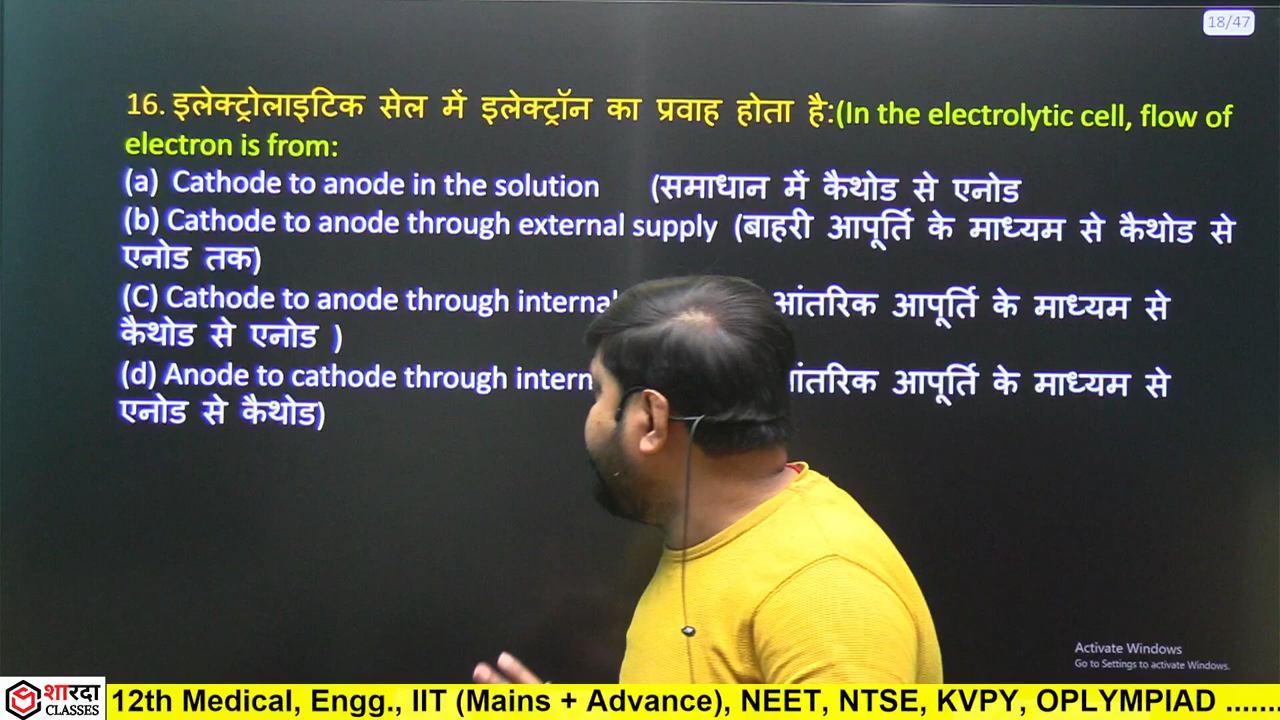 18/47
16. इलेक्ट्रोलाइटिक सेल में इलेक्ट्रॉन का प्रवाह होता है:(In the electrolytic cell, flow of
electron is from:
(a) Cathode to anode in the solution (समाधान में कैथोड से एनोड
(b) Cathode to anode through external supply (बाहरी आपूर्ति के माध्यम से कैथोड से
एनोड तक)
(C) Cathode to anode through internal आंतरिक आपूर्ति के माध्यम से
कैथोड से एनोड )
(d) Anode to cathode through intern आंतरिक आपूर्ति के माध्यम से
एनोड से कैथोड)
Activate Windows
Go to Settings to activate Windows.
शारदा
CLASSES
12th Medical, Engg., IIT (Mains + Advance), NEET, NTSE, KVPY, OPLYMPIAD .......